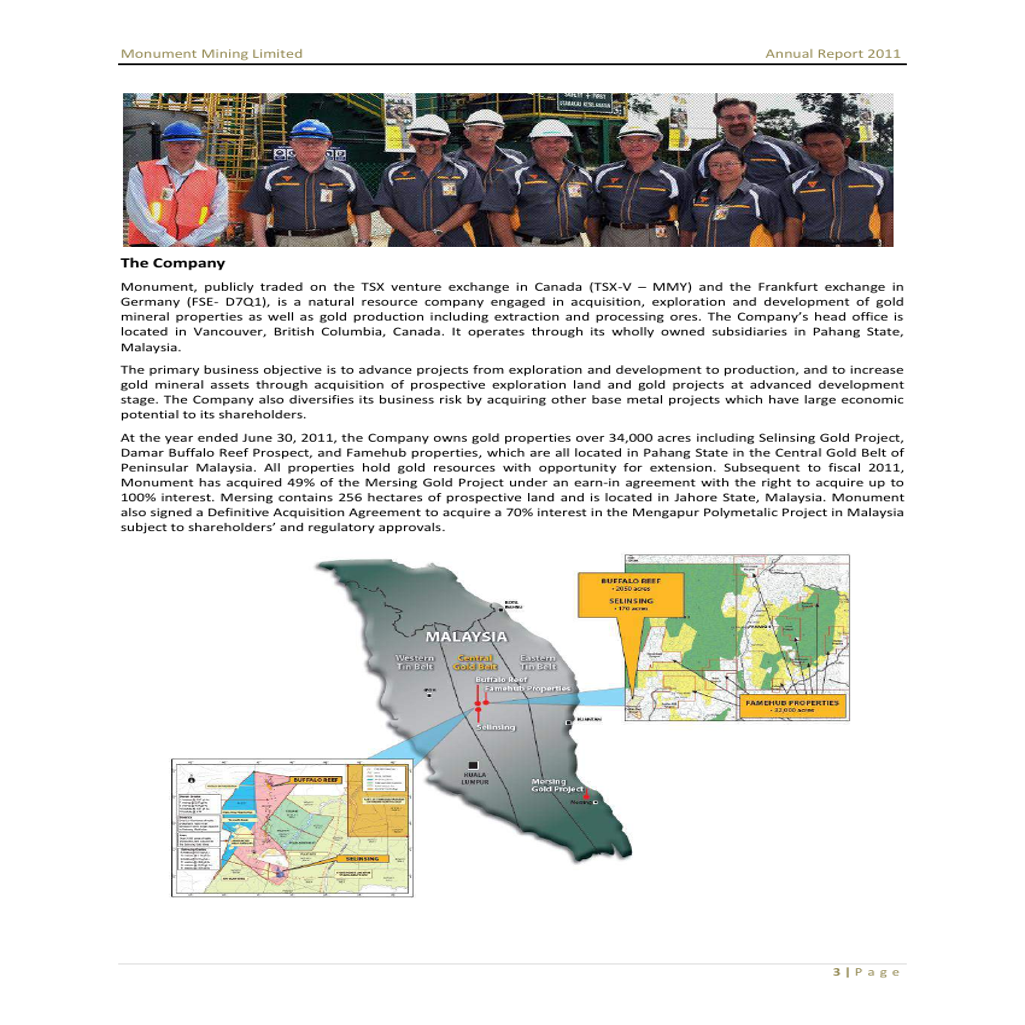 Monument Mining Limited
Annual Report 2011
SAFETY FIRST
The Company
Monument, publicly traded on the TSX venture exchange in Canada (TSX-V – MMY) and the Frankfurt exchange in
Germany (FSE- D7Q1), is a natural resource company engaged in acquisition, exploration and development of gold
mineral properties as well as gold production including extraction and processing ores. The Company's head office is
located in Vancouver, British Columbia, Canada. It operates through its wholly owned subsidiaries in Pahang State,
Malaysia.
The primary business objective is to advance projects from exploration and development to production, and to increase
gold mineral assets through acquisition of prospective exploration land and gold projects at advanced development
stage. The Company also diversifies its business risk by acquiring other base metal projects which have large economic
potential to its shareholders.
At the year ended June 30, 2011, the Company owns gold properties over 34,000 acres including Selinsing Gold Project,
Damar Buffalo Reef Prospect, and Famehub properties, which are all located in Pahang State in the Central Gold Belt of
Peninsular Malaysia. All properties hold gold resources with opportunity for extension. Subsequent to fiscal 2011,
Monument has acquired 49% of the Mersing Gold Project under an earn-in agreement with the right to acquire up to
100% interest. Mersing contains 256 hectares of prospective land and is located in Jahore State, Malaysia. Monument
also signed a Definitive Acquisition Agreement to acquire a 70% interest in the Mengapur Polymetalic Project in Malaysia
subject to shareholders' and regulatory approvals.
BUFFALO REEF
SELINSING
- 170 acres
FAMEHUB PROPERTIES
- 32,000 acres
MALAYSIA
Western
Tin Belt
Central
Gold Belt
Eastern
Tin Belt
Buffalo Reef
Famehub Properties
IPOH
KUANTAN
Selinsing
KUALA
LUMPUR
Mersing
Gold Project
Mersing
BUFFALO REEF
SELINSING
3 | Page